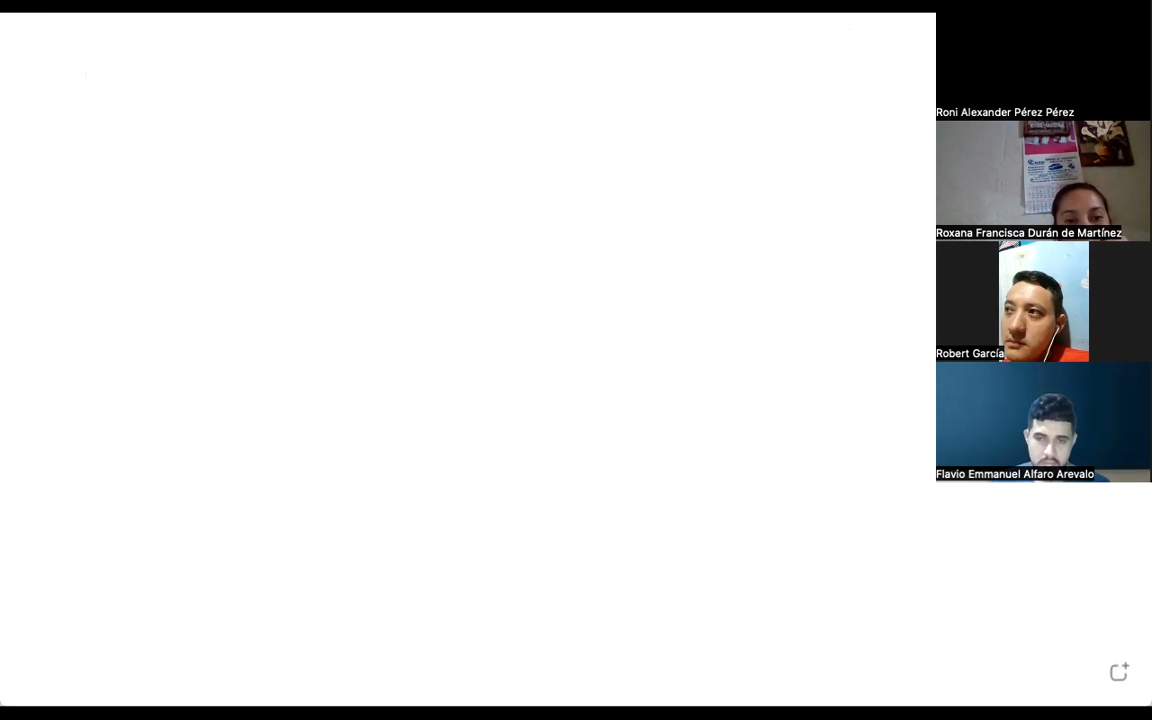 Roni Alexander Pérez Pérez
Roxana Francisca Durán de Martínez
Robert García
Flavio Emmanuel Alfaro Arevalo